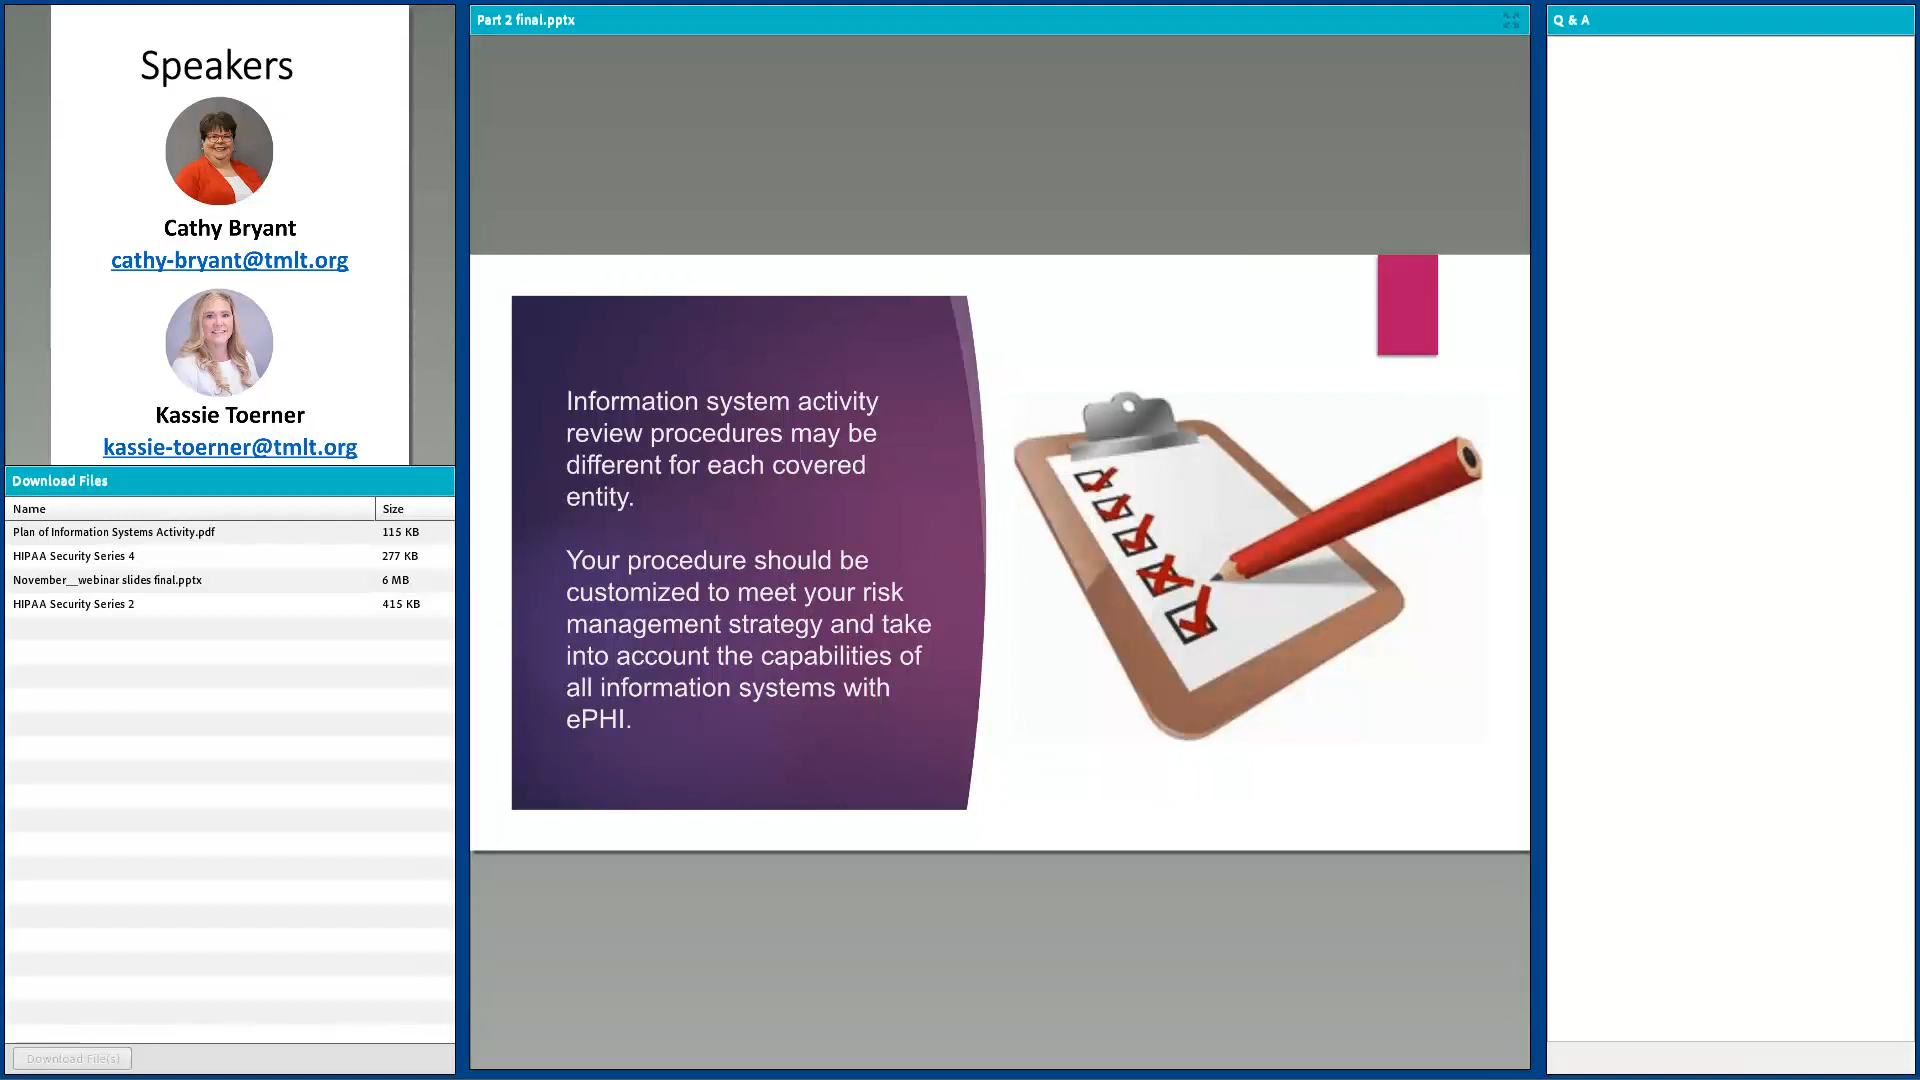 Speakers
Cathy Bryant
cathy-bryant@tmlt.org
Kassie Toerner
kassie-toerner@tmlt.org
Download Files
Name Size
Plan of Information Systems Activity.pdf 115 KB
HIPAA Security Series 4 277 KB
November__webinar slides final.pptx 6 MB
HIPAA Security Series 2 415 KB
Download File(s)
Part 2 final.pptx
Information system activity
review procedures may be
different for each covered
entity.
Your procedure should be
customized to meet your risk
management strategy and take
into account the capabilities of
all information systems with
ePHI.
Q & A